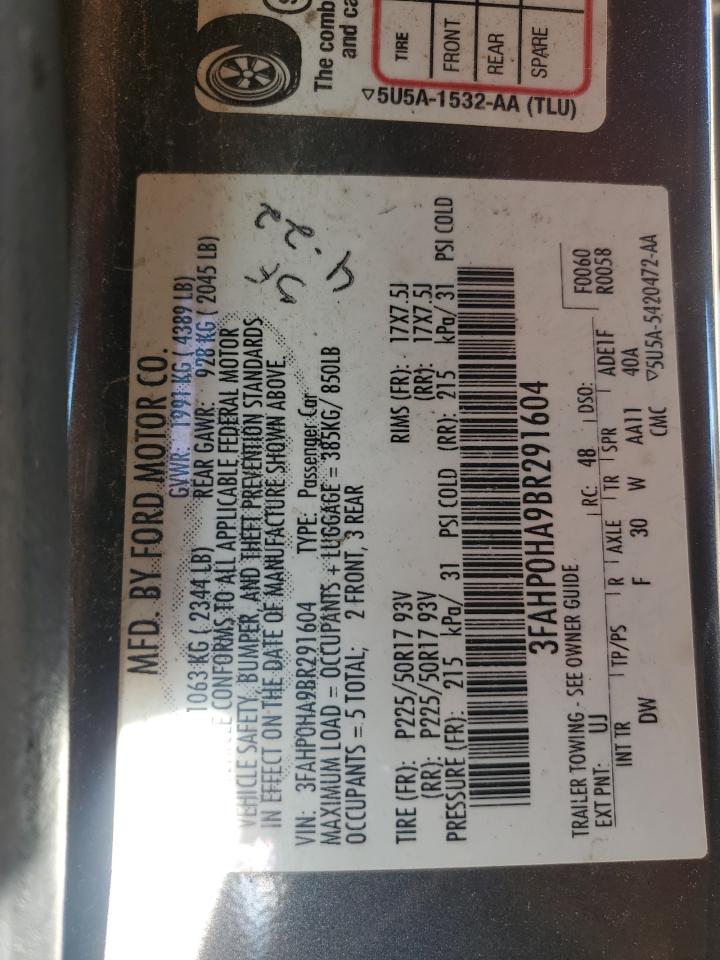 The comb
and ca
TIRE
FRONT
REAR
SPARE
▽5U5A-1532-AA (TLU)
MFD. BY FORD MOTOR CO.
GVWR: 1991 KG ( 4389 LB)
1063 KG ( 2344 LB) REAR GAWR: 928 KG ( 2045 LB)
CONFORMS TO ALL APPLICABLE FEDERAL MOTOR
VEHICLE SAFETY, BUMPER, AND THEFT PREVENTION STANDARDS
IN EFFECT ON THE DATE OF MANUFACTURE SHOWN ABOVE.
VIN: 3FAHP0HA9BR291604 TYPE: Passenger Car
MAXIMUM LOAD = OCCUPANTS + LUGGAGE = 385KG/ 850LB
OCCUPANTS = 5 TOTAL; 2 FRONT, 3 REAR
TIRE (FR): P225/50R17 93V RIMS (FR): 17X7.5J
(RR): P225/50R17 93V (RR): 17X7.5J
PRESSURE (FR): 215 kPa/ 31 PSI COLD (RR): 215 kPa/ 31 PSI COLD
3FAHP0HA9BR291604
TRAILER TOWING - SEE OWNER GUIDE
F0060
EXT PNT: UJ RC: 48 DSO: R0058
INT TR TP/PS R AXLE TR SPR ADE1F
DW F 30 W AA11 40A
CMC ▽5U5A-5420472-AA